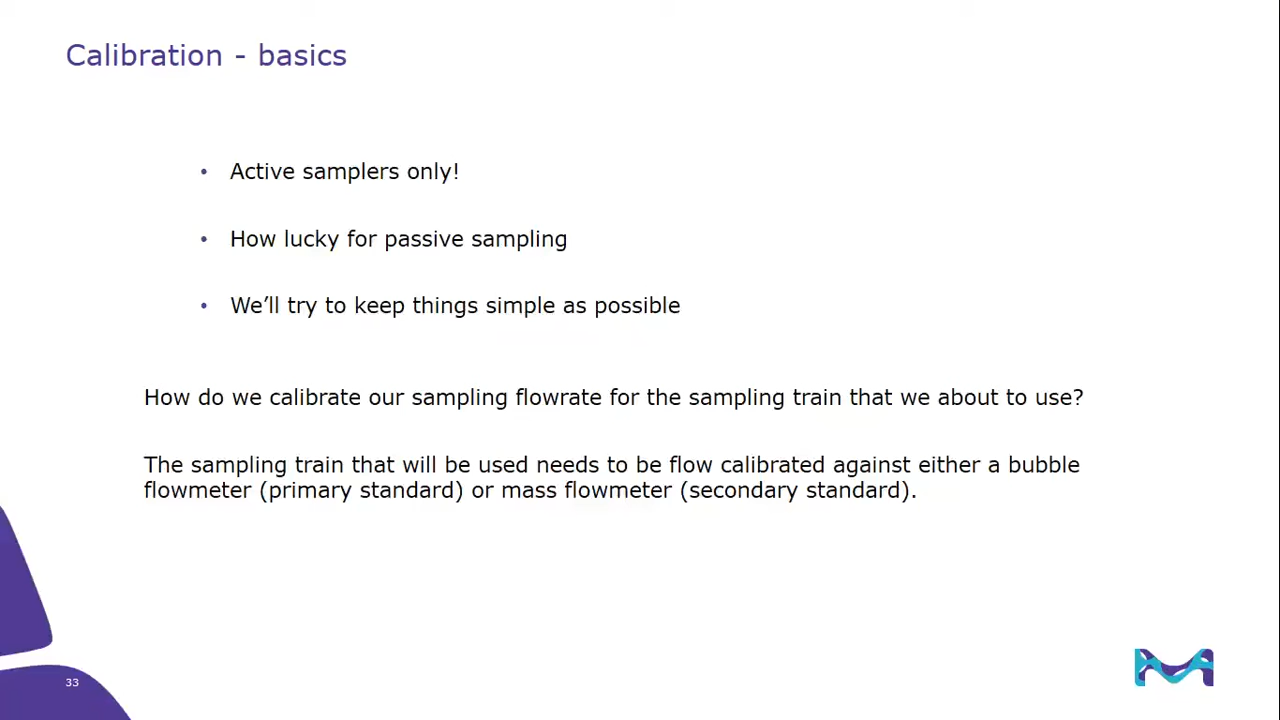 Calibration - basics
• Active samplers only!
• How lucky for passive sampling
• We’ll try to keep things simple as possible
How do we calibrate our sampling flowrate for the sampling train that we about to use?
The sampling train that will be used needs to be flow calibrated against either a bubble
flowmeter (primary standard) or mass flowmeter (secondary standard).
33